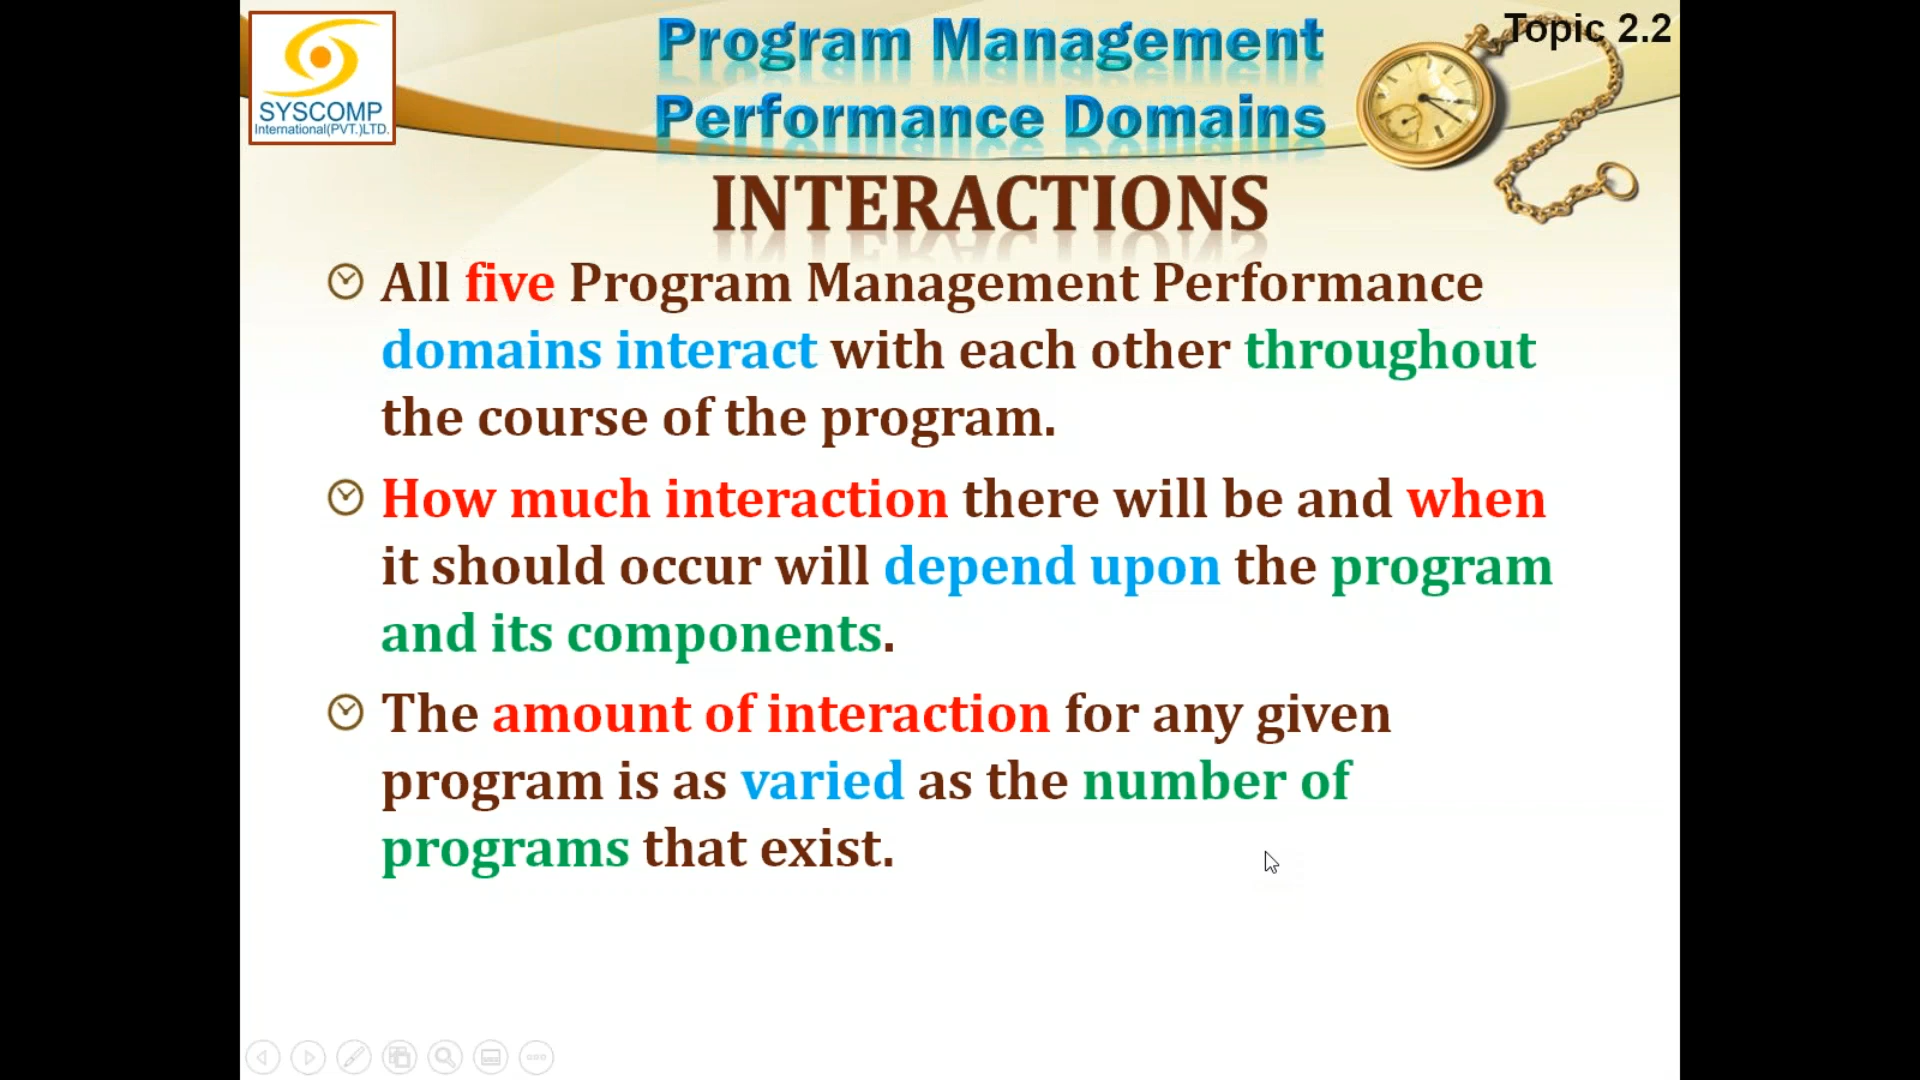 SYSCOMP
International(PVT.)LTD.
Program Management
Performance Domains
Topic 2.2
INTERACTIONS
All five Program Management Performance
domains interact with each other throughout
the course of the program.
How much interaction there will be and when
it should occur will depend upon the program
and its components.
The amount of interaction for any given
program is as varied as the number of
programs that exist.